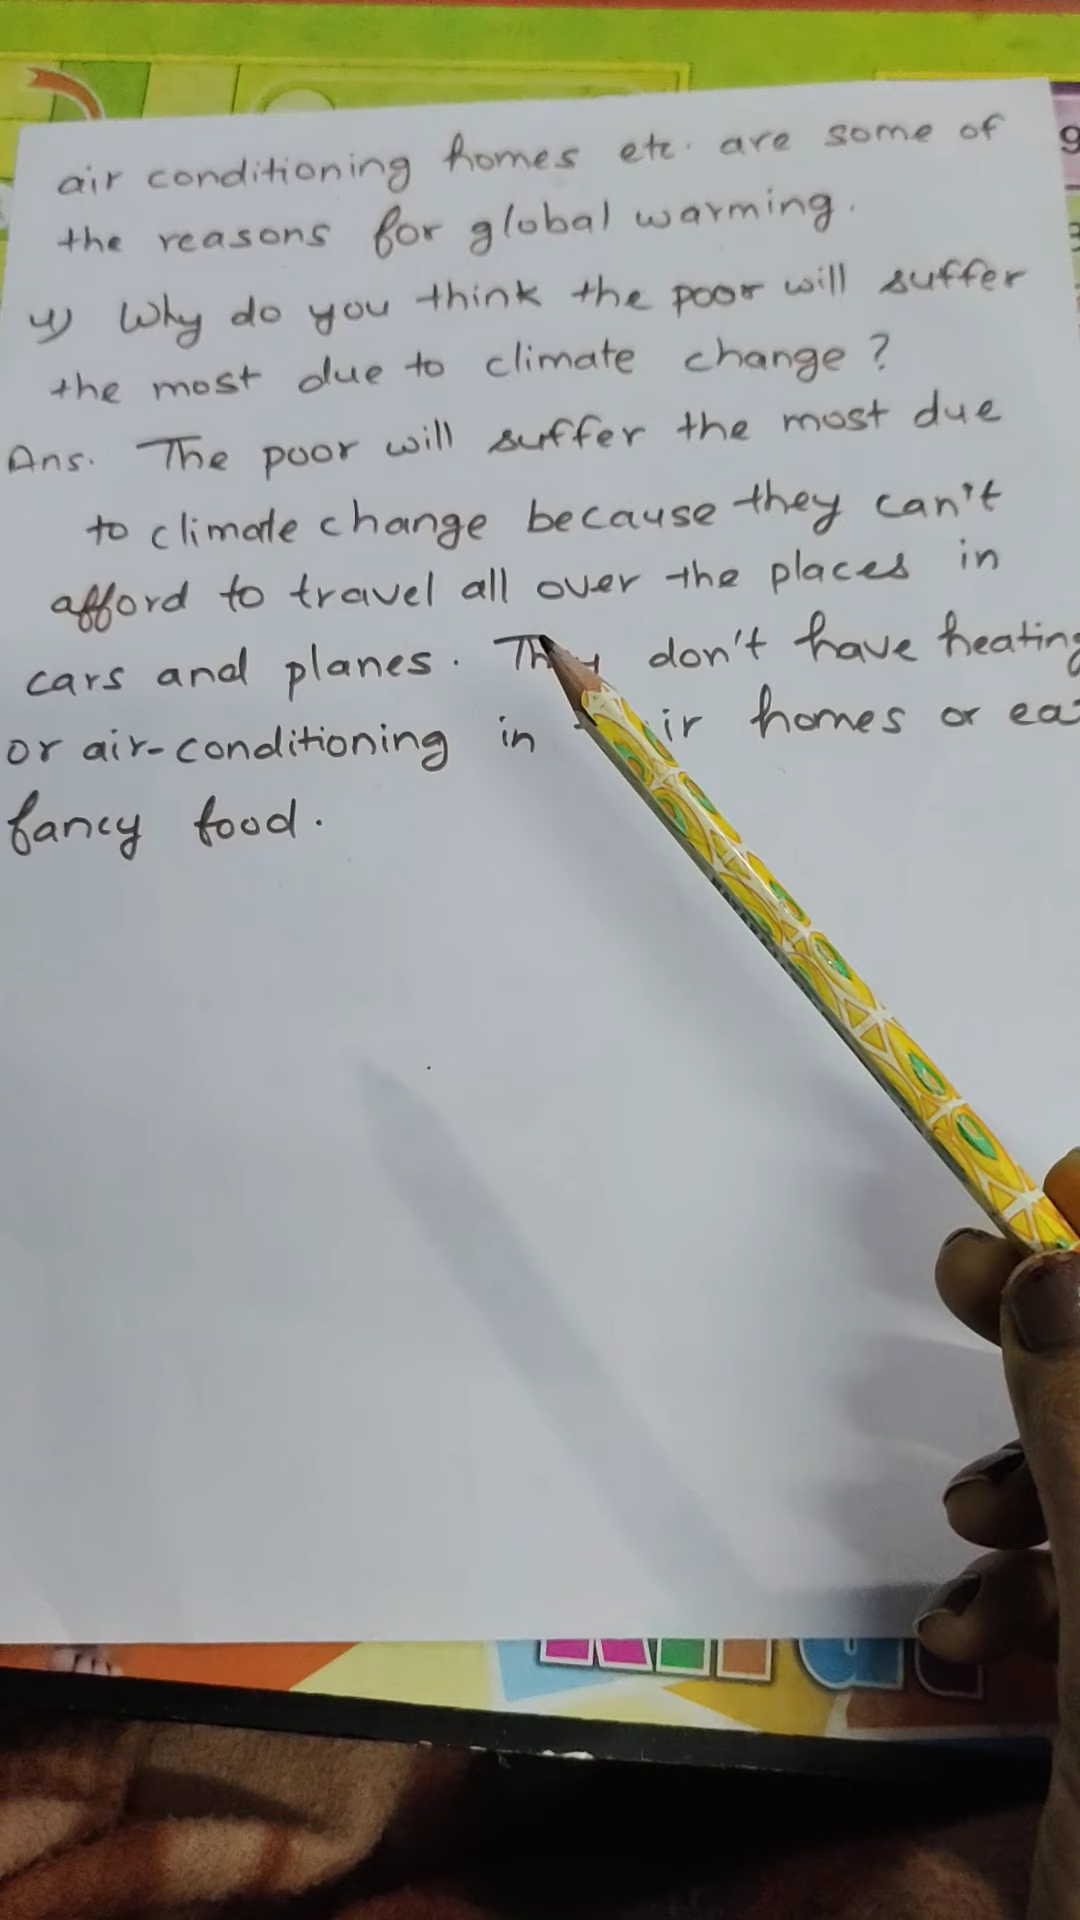 air conditioning homes etc. are some of
the reasons for global warming.
4) Why do you think the poor will suffer
the most due to climate change?
Ans. The poor will suffer the most due
to climate change because they can't
afford to travel all over the places in
cars and planes. don't have heating
or air-conditioning in homes or
fancy food.